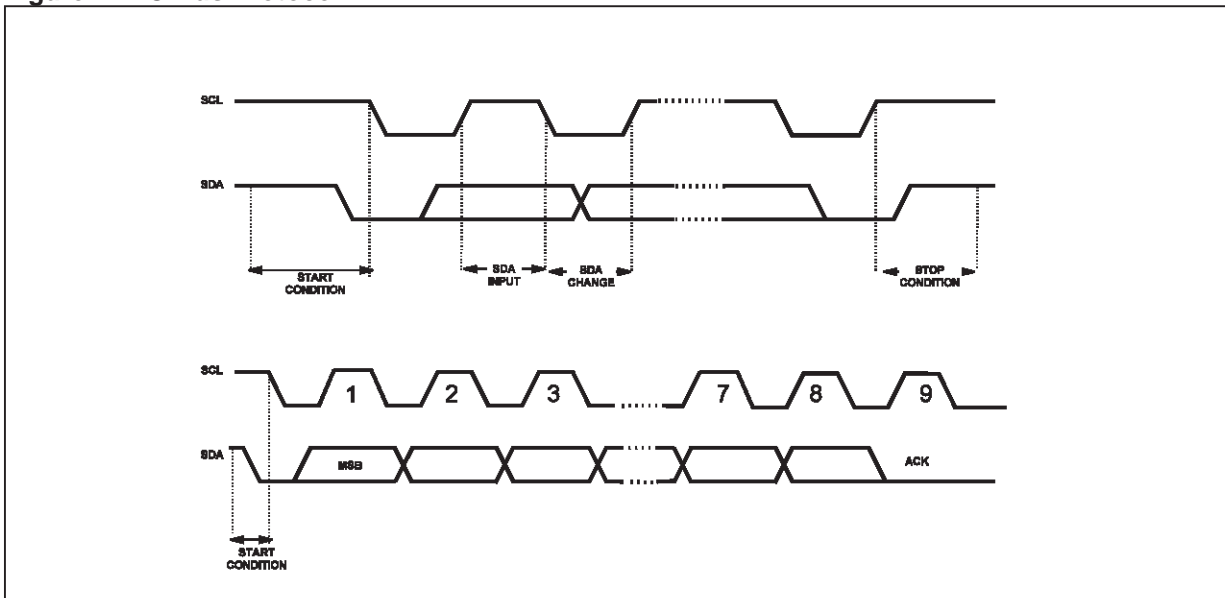 SCL
SDA
START
CONDITION
SDA
INPUT
SDA
CHANGE
STOP
CONDITION
SCL
1 2 3 7 8 9
SDA
MSB
ACK
START
CONDITION